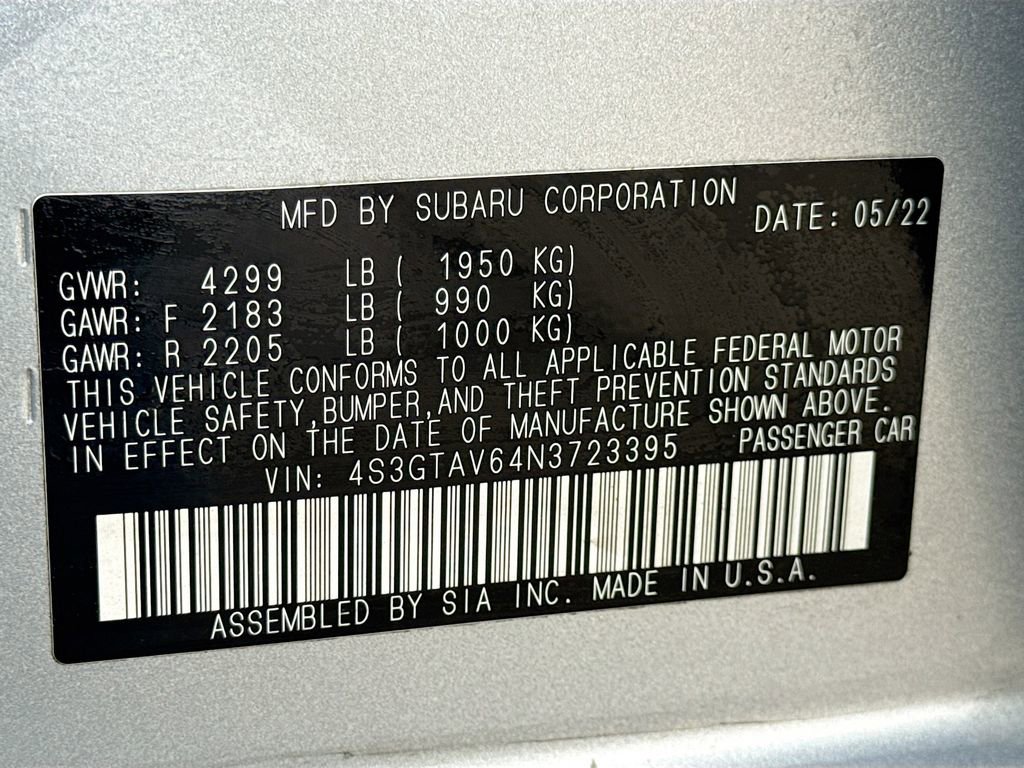 MFD BY SUBARU CORPORATION DATE: 05/22
GVWR: 4299 LB ( 1950 KG)
GAWR: F 2183 LB ( 990 KG)
GAWR: R 2205 LB ( 1000 KG)
THIS VEHICLE CONFORMS TO ALL APPLICABLE FEDERAL MOTOR
VEHICLE SAFETY,BUMPER,AND THEFT PREVENTION STANDARDS
IN EFFECT ON THE DATE OF MANUFACTURE SHOWN ABOVE.
VIN: 4S3GTAV64N3723395 PASSENGER CAR
ASSEMBLED BY SIA INC. MADE IN U.S.A.